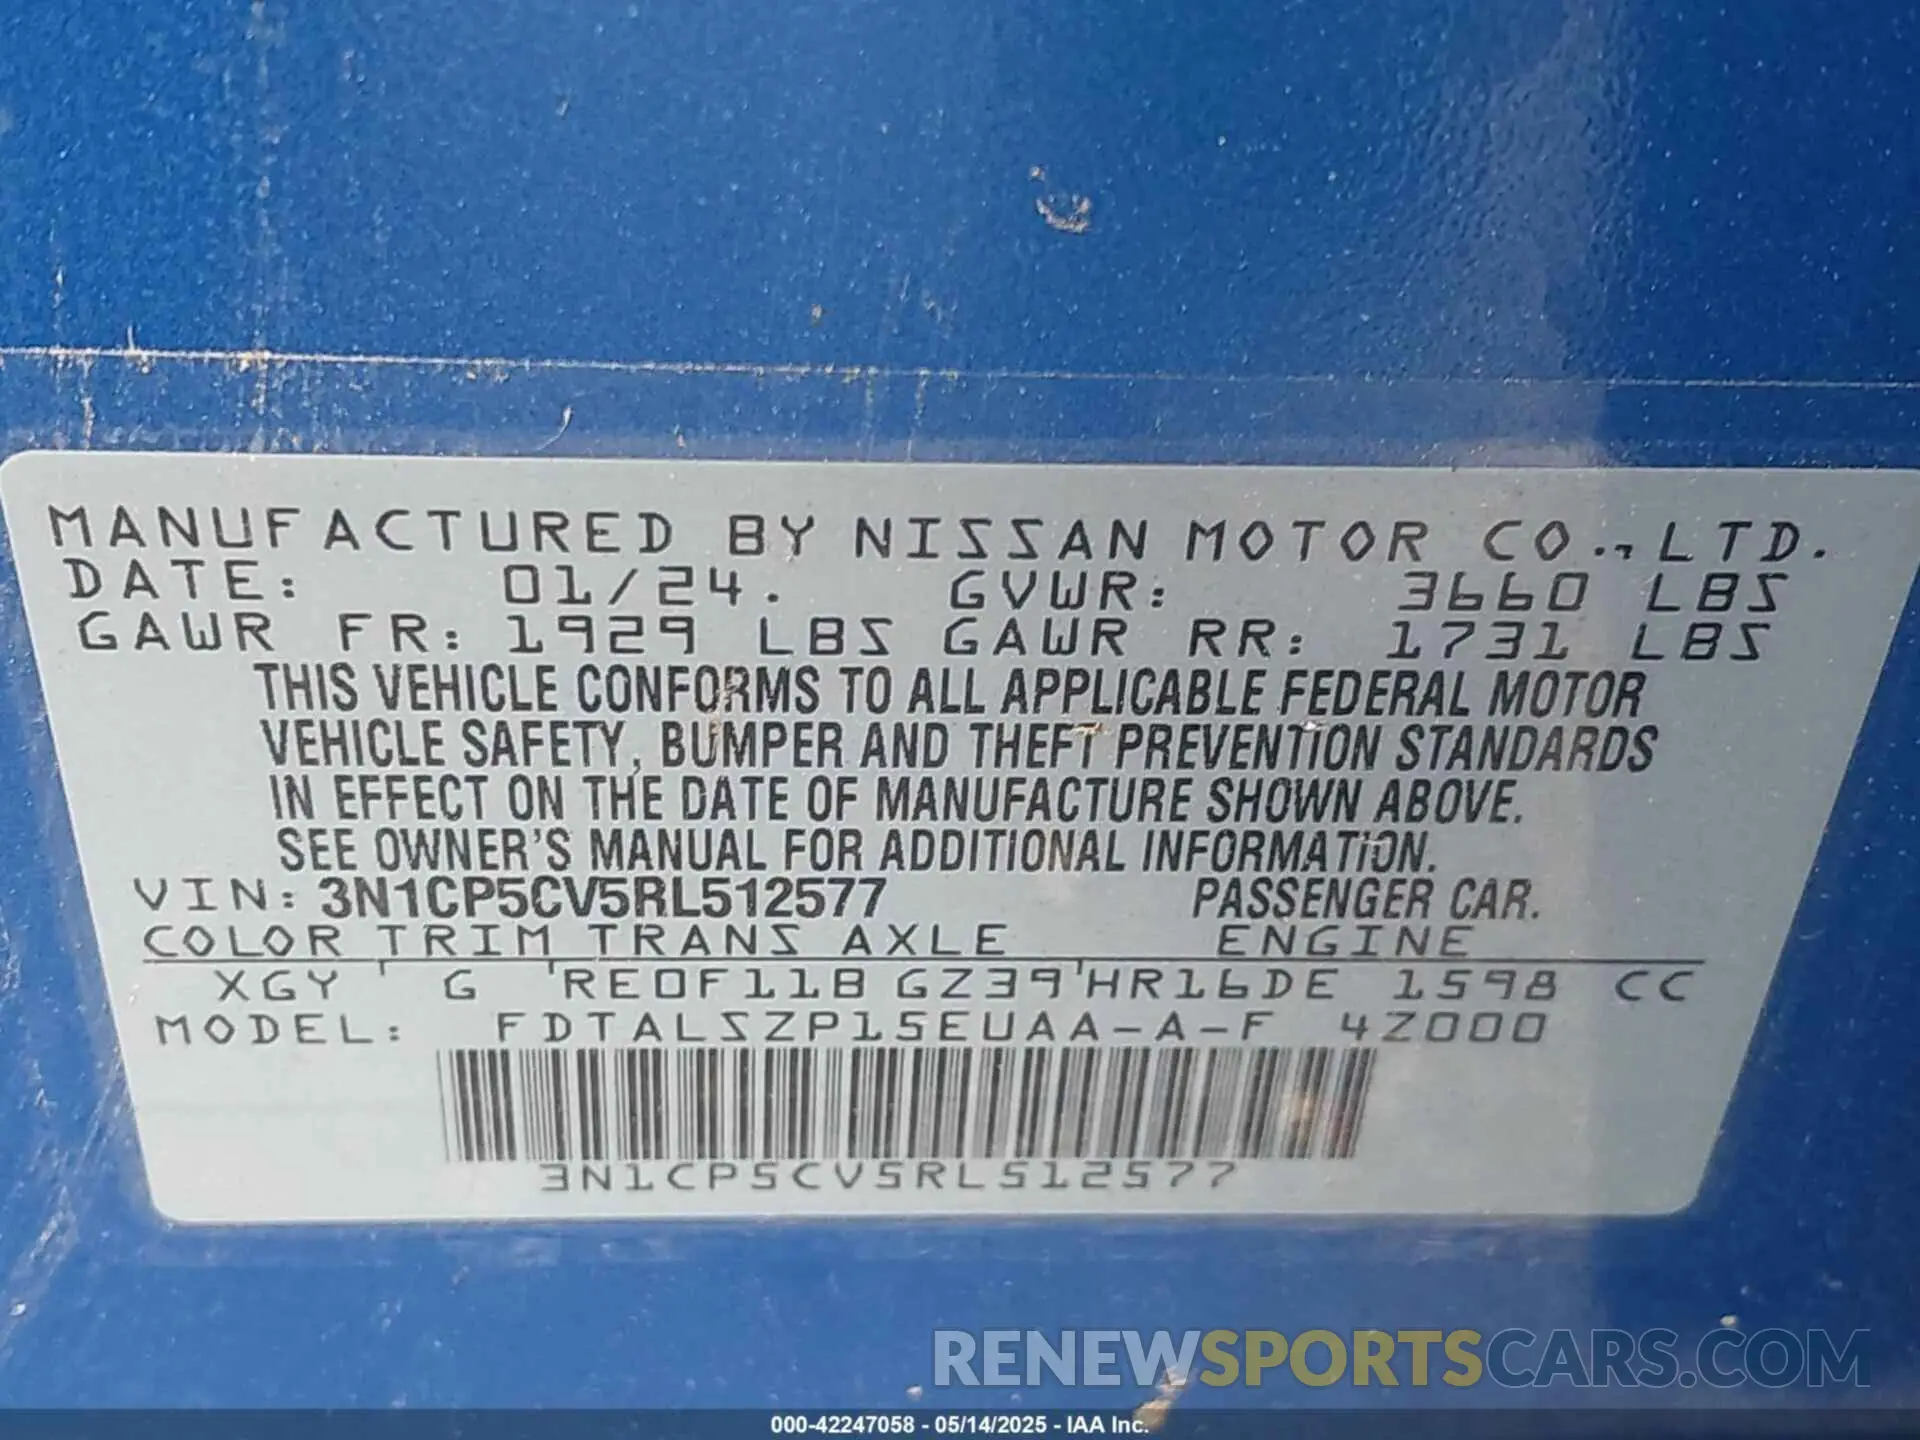 MANUFACTURED BY NISSAN MOTOR CO., LTD.
DATE: 01/24. GVWR: 3660 LBS
GAWR FR: 1929 LBS GAWR RR: 1731 LBS
THIS VEHICLE CONFORMS TO ALL APPLICABLE FEDERAL MOTOR
VEHICLE SAFETY, BUMPER AND THEFT PREVENTION STANDARDS
IN EFFECT ON THE DATE OF MANUFACTURE SHOWN ABOVE.
SEE OWNER'S MANUAL FOR ADDITIONAL INFORMATION.
VIN: 3N1CP5CV5RL512577 PASSENGER CAR.
COLOR TRIM TRANS AXLE ENGINE
XGY G RE0F11B GZ39 HR16DE 1598 CC
MODEL: FDTALSZP15EUAA-A-F 4Z000
3N1CP5CV5RL512577
RENEWSPORTSCARS.COM
000-42247058 - 05/14/2025 - IAA Inc.